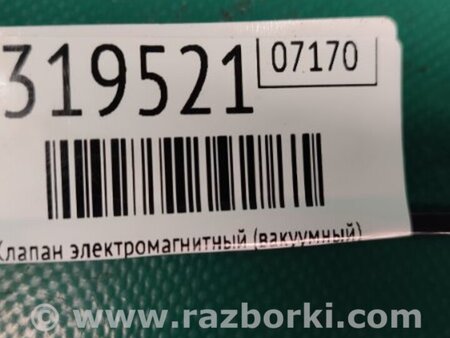 319521
07170
Клапан электромагнитный (вакуумный)
www.razborki.com